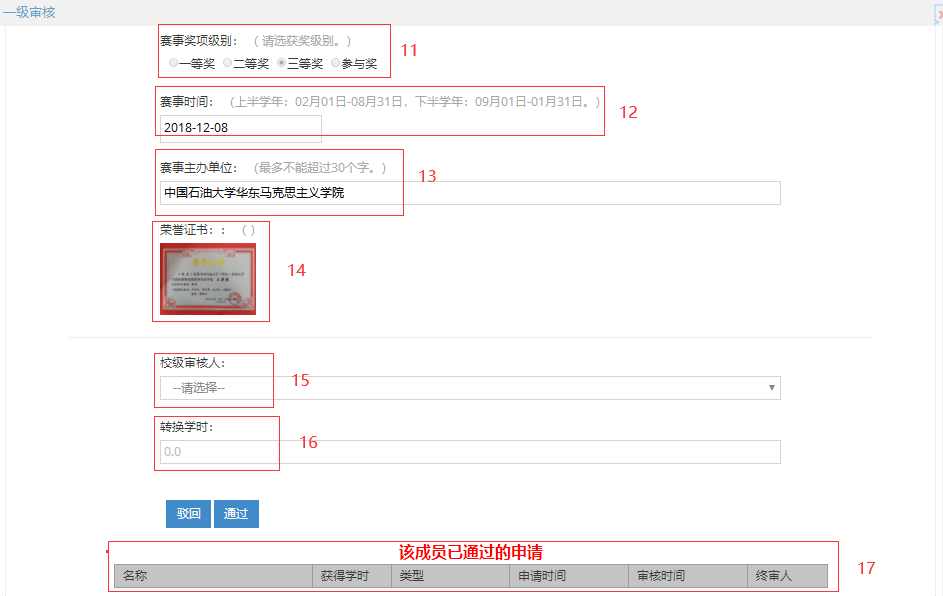 一级审核
赛事奖项级别: （请选获奖级别。）
一等奖 二等奖 三等奖 参与奖
11
赛事时间: （上半学年：02月01日-08月31日，下半学年：09月01日-01月31日。）
2018-12-08
12
赛事主办单位: （最多不能超过30个字。）
中国石油大学华东马克思主义学院
13
荣誉证书：: （）
14
校级审核人:
--请选择--
15
转换学时:
0.0
16
驳回 通过
该成员已通过的申请
名称 获得学时 类型 申请时间 审核时间 终审人
17